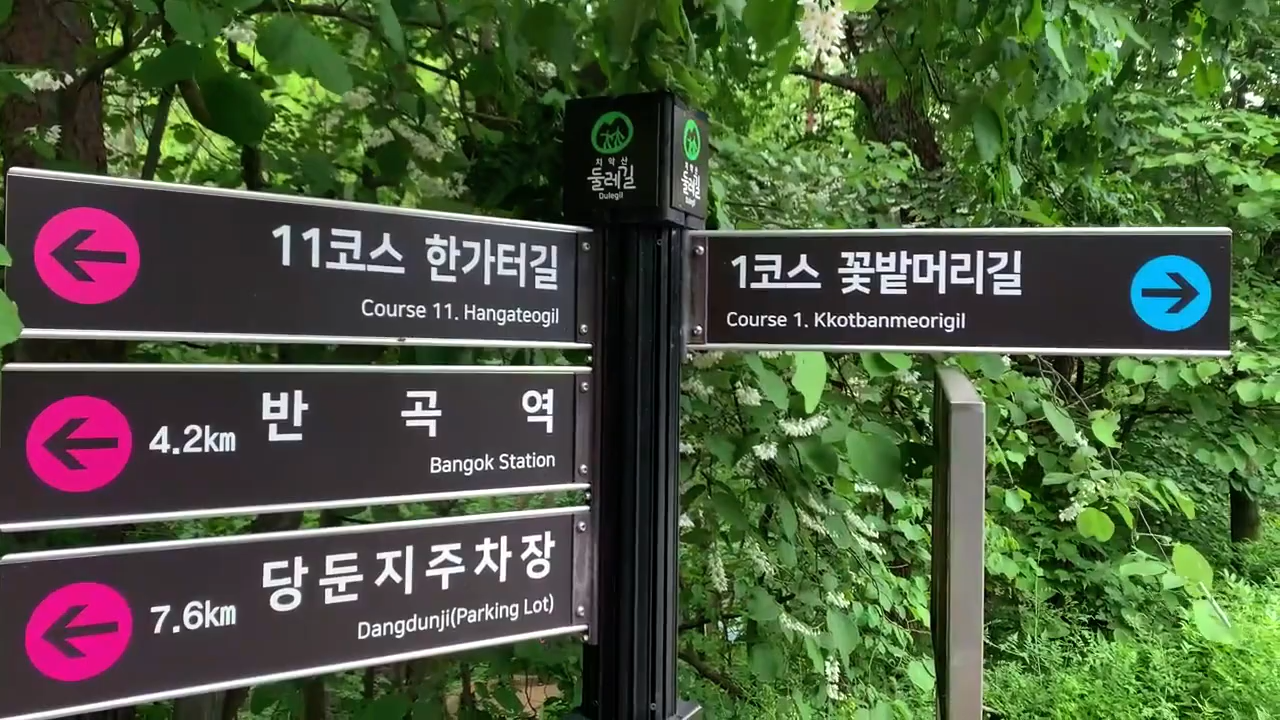 치악산
둘레길
Dulegil
11코스 한가터길
Course 11. Hangateogil
1코스 꽃밭머리길
Course 1. Kkotbanmeorigil
4.2km 반곡역
Bangok Station
7.6km 당둔지주차장
Dangdunji(Parking Lot)